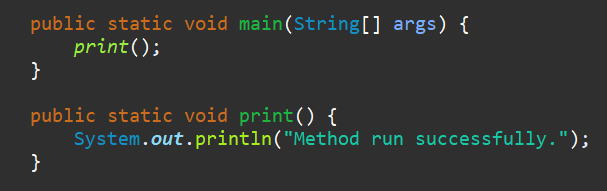 public static void main(String[] args) {
    print();
}
public static void print() {
    System.out.println("Method run successfully.");
}